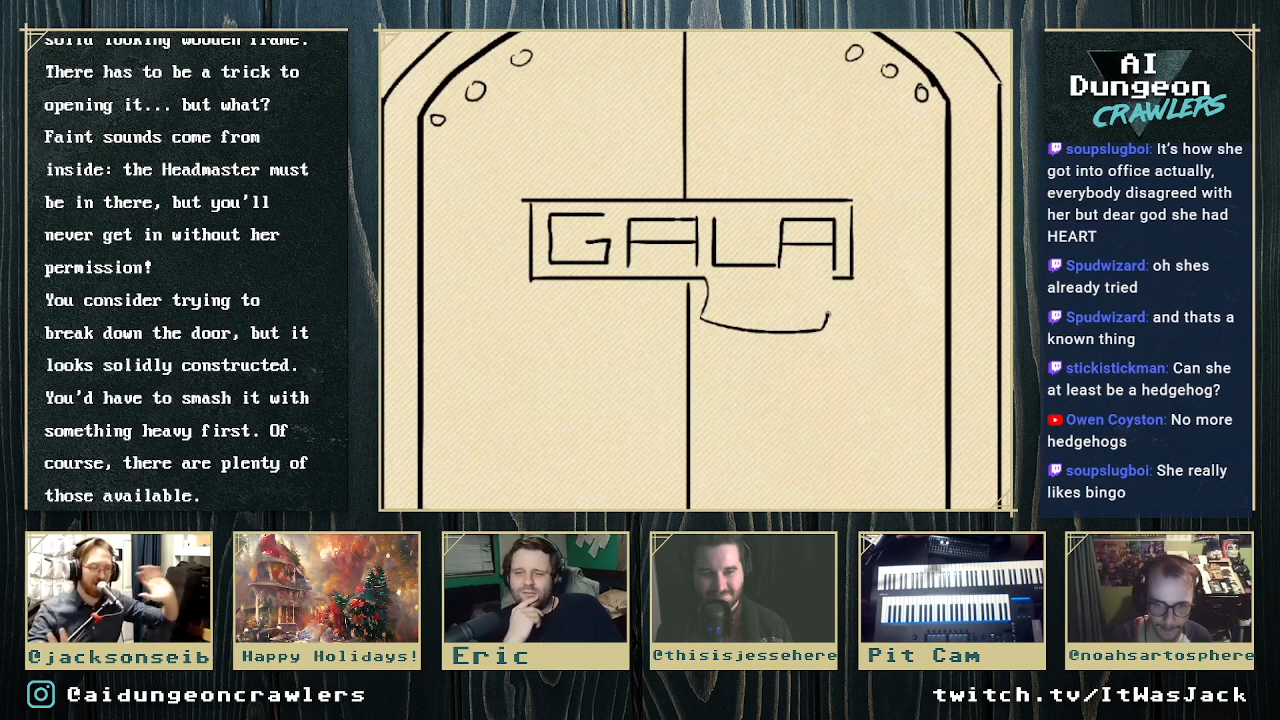 solid looking wooden frame.
There has to be a trick to
opening it... but what?
Faint sounds come from
inside: the Headmaster must
be in there, but you'll
never get in without her
permission!
You consider trying to
break down the door, but it
looks solidly constructed.
You'd have to smash it with
something heavy first. Of
course, there are plenty of
those available.
GALA
AI
Dungeon
CRAWLERS
soupslugboi: It's how she
got into office actually,
everybody disagreed with
her but dear god she had
HEART
Spudwizard: oh shes
already tried
Spudwizard: and thats a
known thing
stickistickman: Can she
at least be a hedgehog?
Owen Coyston: No more
hedgehogs
soupslugboi: She really
likes bingo
@jacksonseib
Happy Holidays!
Eric
@thisisjessehere
Pit Cam
@noahsartosphere
@aidungeoncrawlers
twitch.tv/ItWasJack